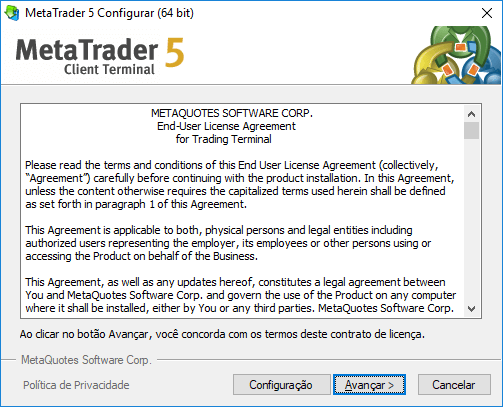 MetaTrader 5 Configurar (64 bit)
MetaTrader 5
Client Terminal
METAQUOTES SOFTWARE CORP.
End-User License Agreement
for Trading Terminal
Please read the terms and conditions of this End User License Agreement (collectively,
“Agreement”) carefully before continuing with the product installation. In this Agreement,
unless the content otherwise requires the capitalized terms used herein shall be defined
as set forth in paragraph 1 of this Agreement.
This Agreement is applicable to both, physical persons and legal entities including
authorized users representing the employer, its employees or other persons using or
accessing the Product on behalf of the Business.
This Agreement, as well as any updates hereof, constitutes a legal agreement between
You and MetaQuotes Software Corp. and govern the use of the Product on any computer
where it shall be installed, either by You or any third parties. MetaQuotes Software Corp.
Ao clicar no botão Avançar, você concorda com os termos deste contrato de licença.
MetaQuotes Software Corp.
Política de Privacidade
Configuração
Avançar >
Cancelar